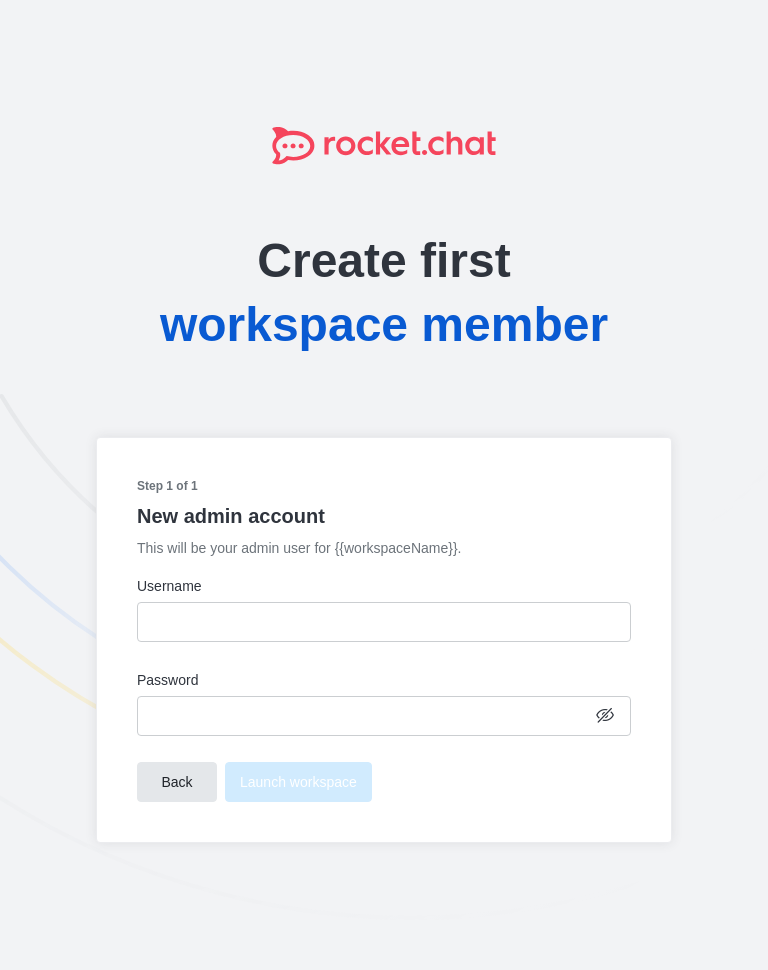 rocket.chat
Create first
workspace member
Step 1 of 1
New admin account
This will be your admin user for {{workspaceName}}.
Username
Password
Back
Launch workspace